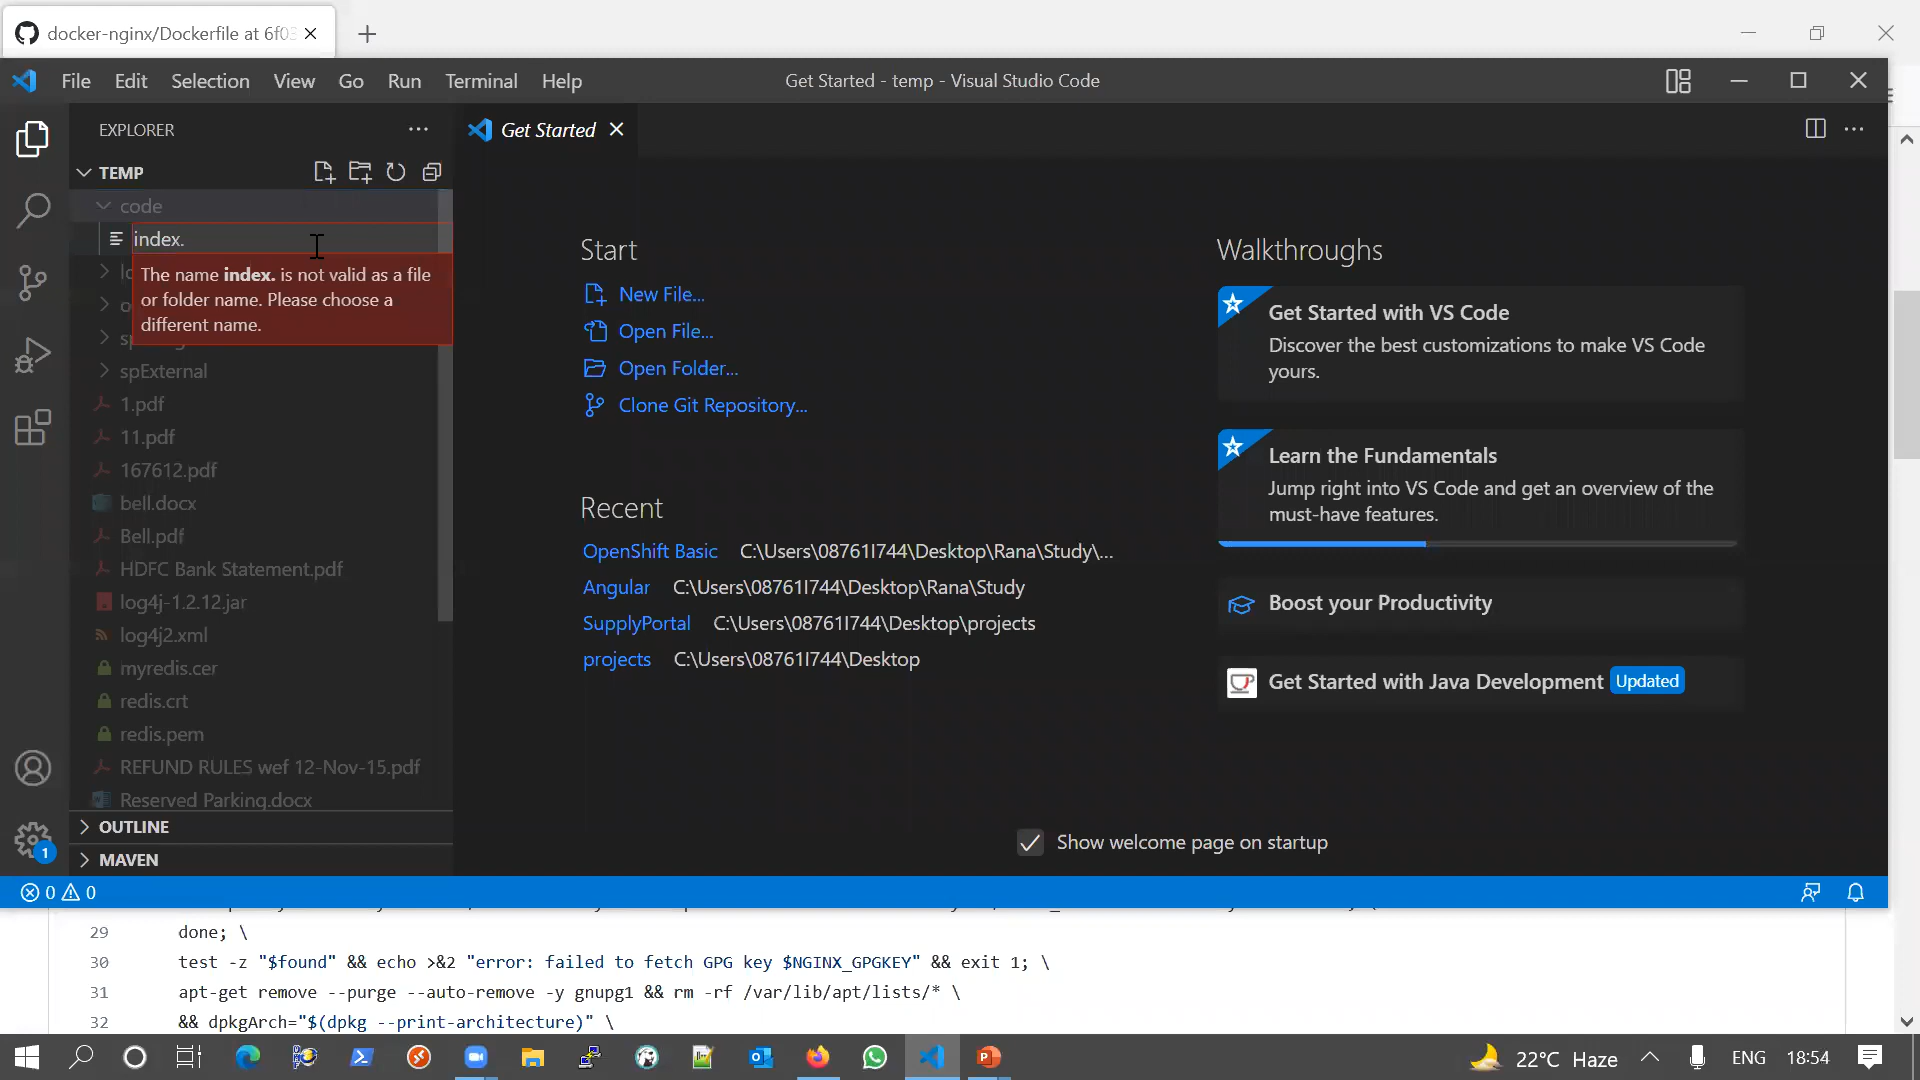 docker-nginx/Dockerfile at 6f03
File Edit Selection View Go Run Terminal Help
Get Started - temp - Visual Studio Code
EXPLORER
Get Started
TEMP
code
index.
The name index. is not valid as a file
or folder name. Please choose a
different name.
spExternal
1.pdf
11.pdf
167612.pdf
bell.docx
Bell.pdf
HDFC Bank Statement.pdf
log4j-1.2.12.jar
log4j2.xml
myredis.cer
redis.crt
redis.pem
REFUND RULES wef 12-Nov-15.pdf
Reserved Parking.docx
OUTLINE
MAVEN
Start
New File...
Open File...
Open Folder...
Clone Git Repository...
Recent
OpenShift Basic C:\Users\08761I744\Desktop\Rana\Study\...
Angular C:\Users\08761I744\Desktop\Rana\Study
SupplyPortal C:\Users\08761I744\Desktop\projects
projects C:\Users\08761I744\Desktop
Walkthroughs
Get Started with VS Code
Discover the best customizations to make VS Code
yours.
Learn the Fundamentals
Jump right into VS Code and get an overview of the
must-have features.
Boost your Productivity
Get Started with Java Development Updated
Show welcome page on startup
1
0 0
29 done; \
30 test -z "$found" && echo >&2 "error: failed to fetch GPG key $NGINX_GPGKEY" && exit 1; \
31 apt-get remove --purge --auto-remove -y gnupg1 && rm -rf /var/lib/apt/lists/* \
32 && dpkgArch="$(dpkg --print-architecture)" \
22°C Haze ENG 18:54